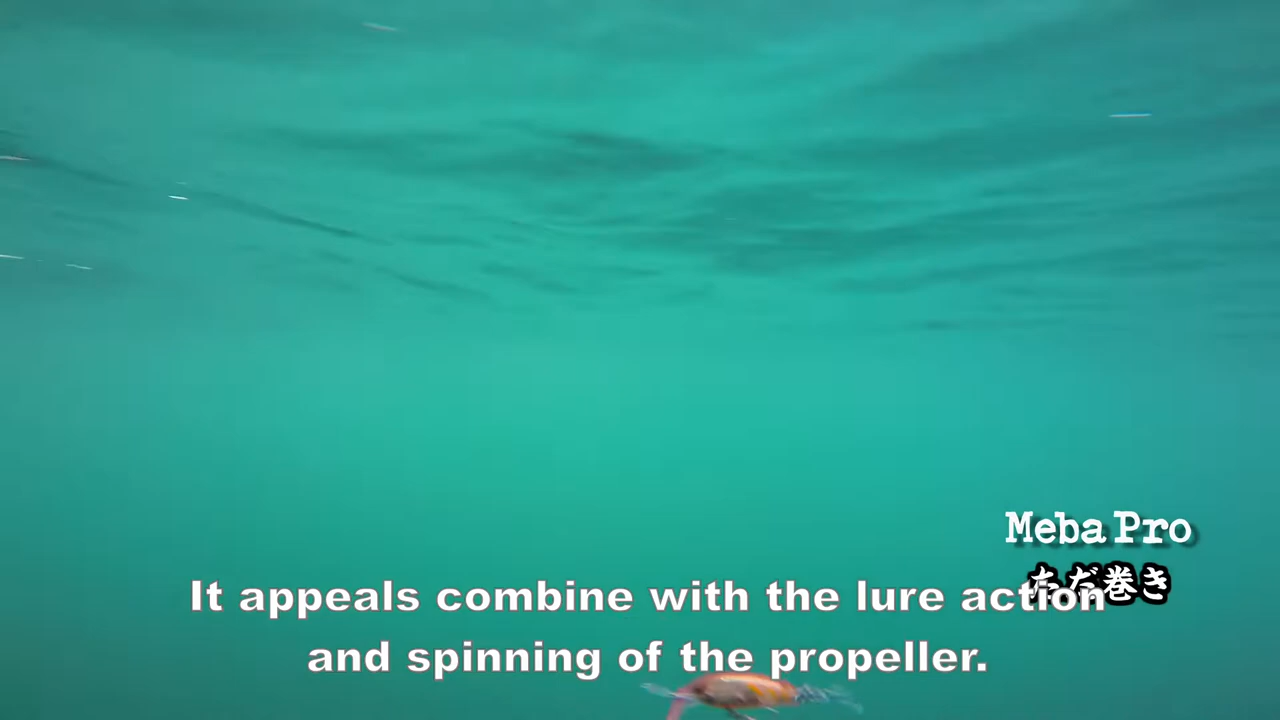 Meba Pro
ただ巻き
It appeals combine with the lure action
and spinning of the propeller.